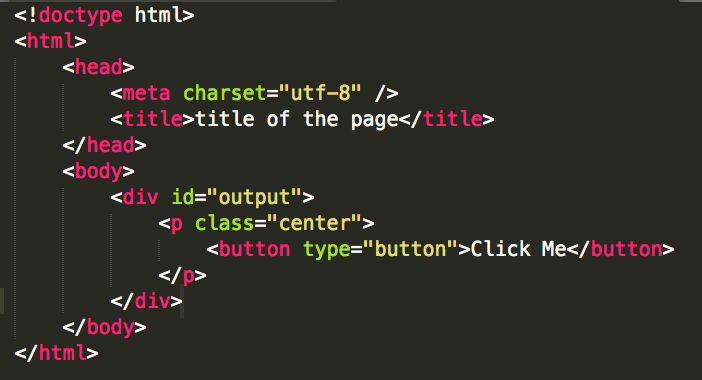 <!doctype html>
<html>
    <head>
        <meta charset="utf-8" />
        <title>title of the page</title>
    </head>
    <body>
        <div id="output">
            <p class="center">
                <button type="button">Click Me</button>
            </p>
        </div>
    </body>
</html>